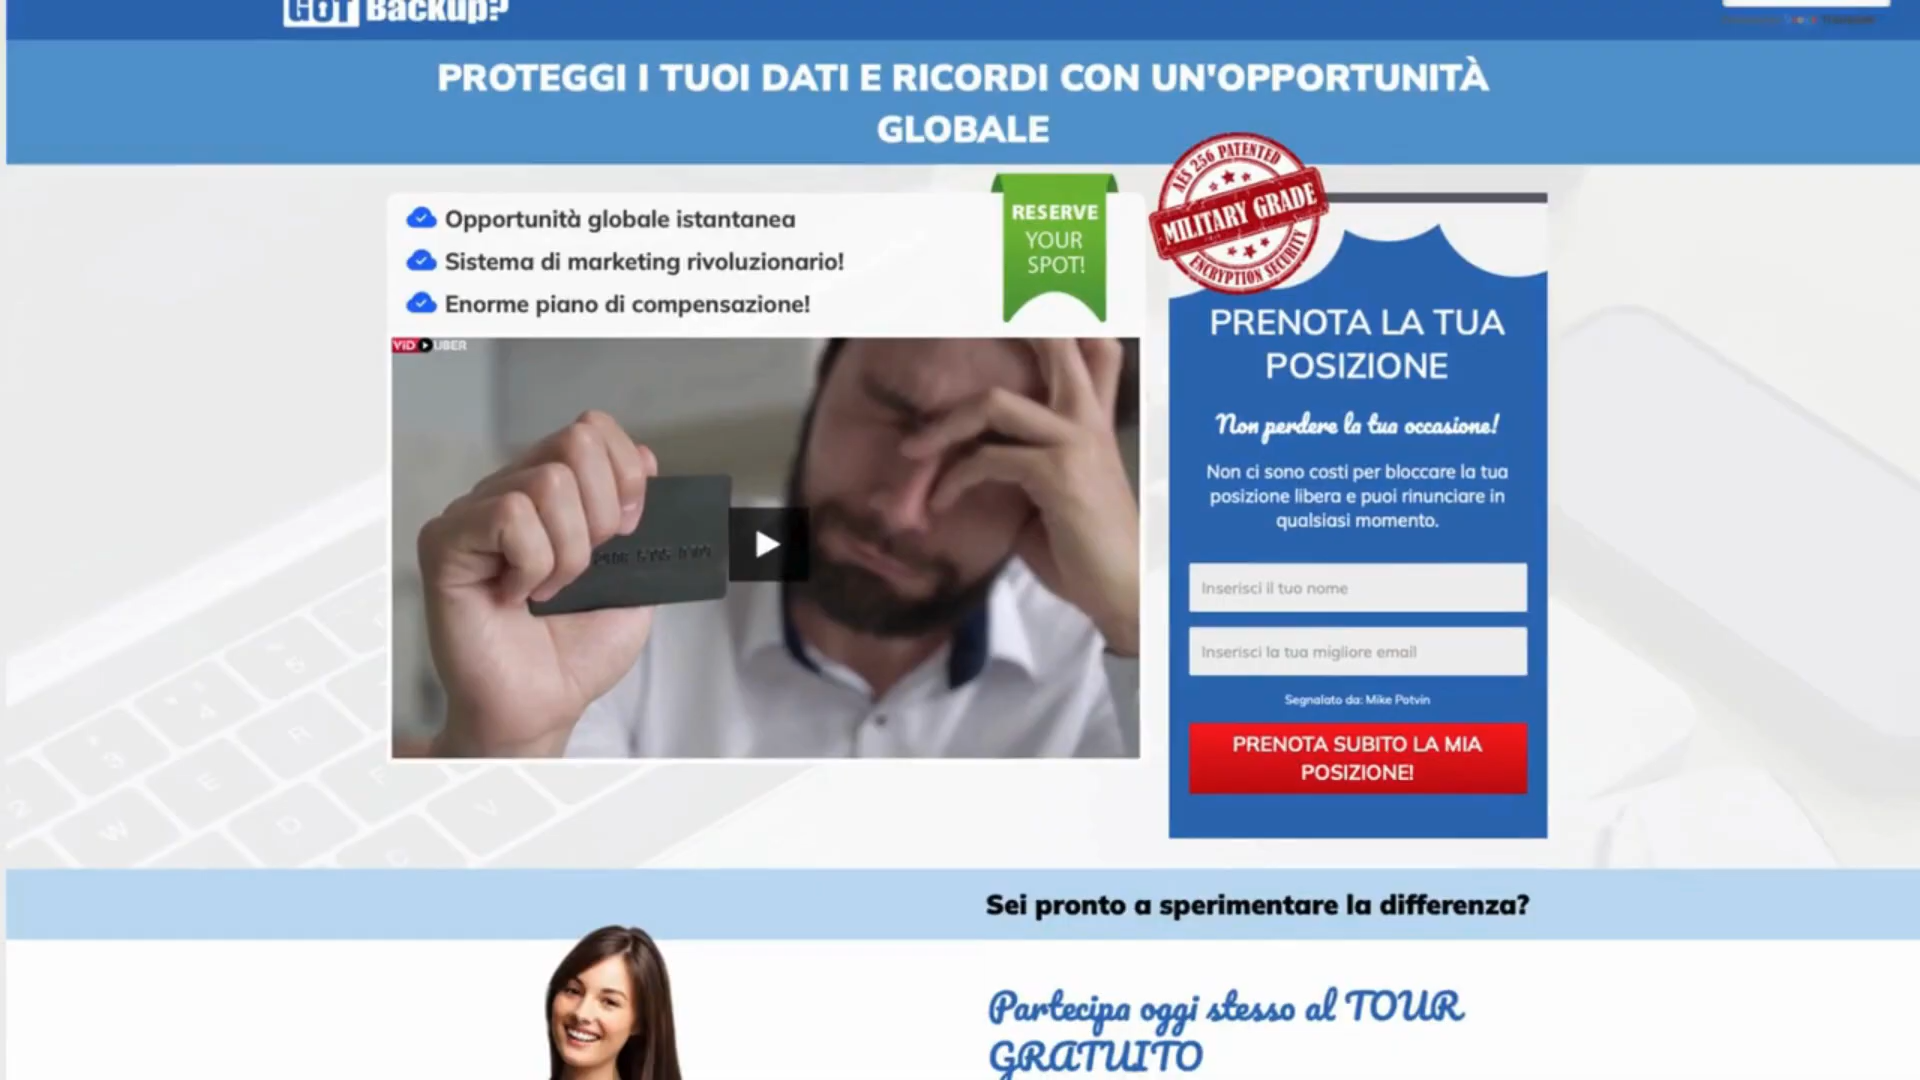 GOT Backup?
PROTEGGI I TUOI DATI E RICORDI CON UN'OPPORTUNITÀ
GLOBALE
Opportunità globale istantanea
Sistema di marketing rivoluzionario!
Enorme piano di compensazione!
RESERVE
YOUR
SPOT!
AES 256 PATENTED
MILITARY GRADE
ENCRYPTION SECURITY
VID UBER
PRENOTA LA TUA
POSIZIONE
Non perdere la tua occasione!
Non ci sono costi per bloccare la tua
posizione libera e puoi rinunciare in
qualsiasi momento.
Inserisci il tuo nome
Inserisci la tua migliore email
Segnalato da: Mike Potvin
PRENOTA SUBITO LA MIA
POSIZIONE!
Sei pronto a sperimentare la differenza?
Partecipa oggi stesso al TOUR
GRATUITO